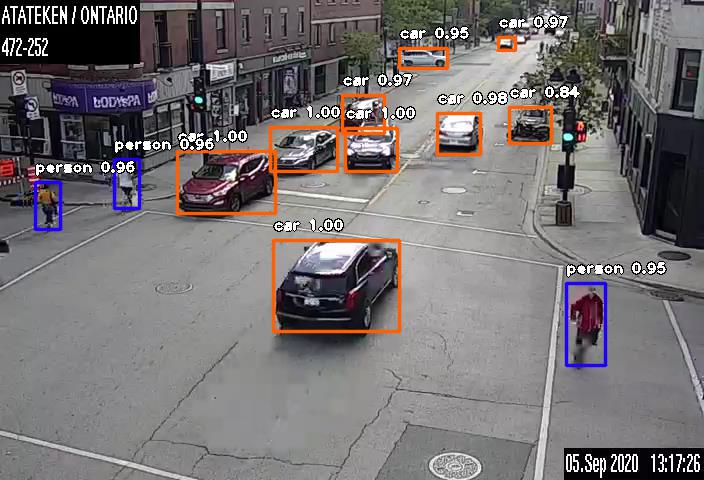 ATATEKEN / ONTARIO
472-252
car 0.97
car 0.95
car 0.97
car 0.84
car 0.98
car 1.00
car 1.00
person 0.96
car 1.00
person 0.96
BODYSPA
BODYSPA
car 1.00
person 0.95
05.Sep 2020 13:17:26